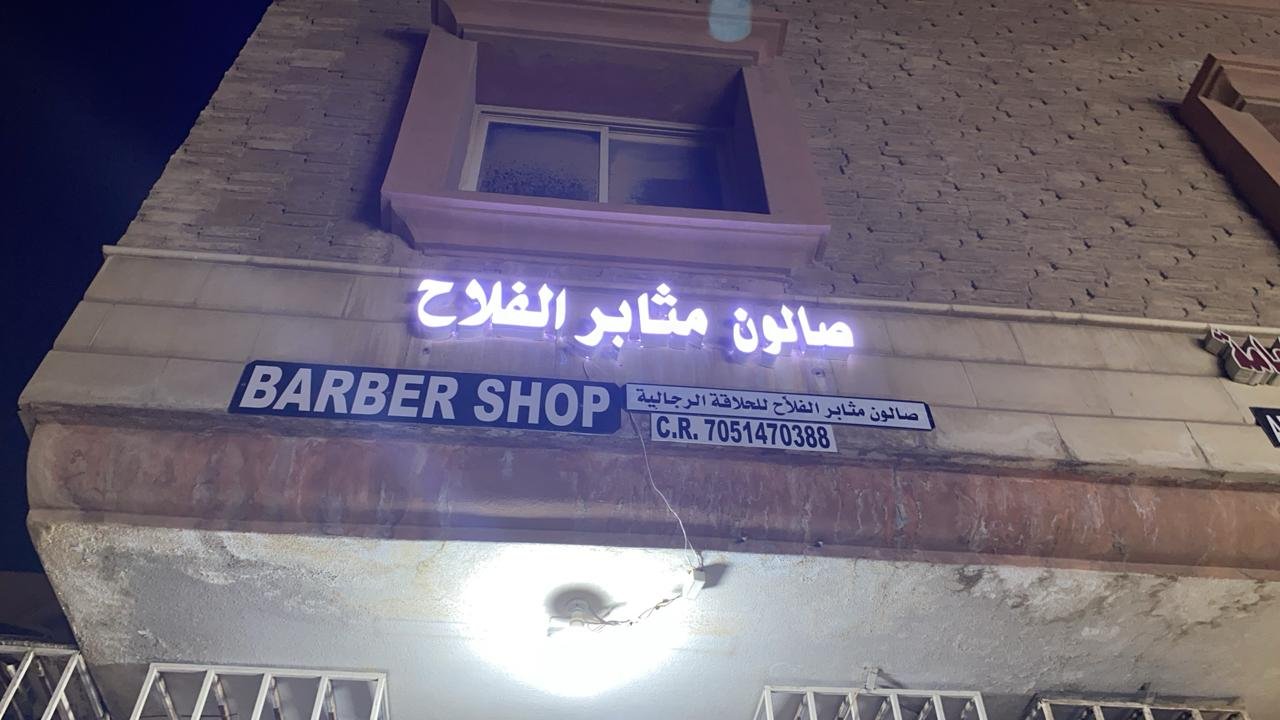 صالون مثابر الفلاح
BARBER SHOP
صالون مثابر الفلاح للحلاقة الرجالية
C.R. 7051470388